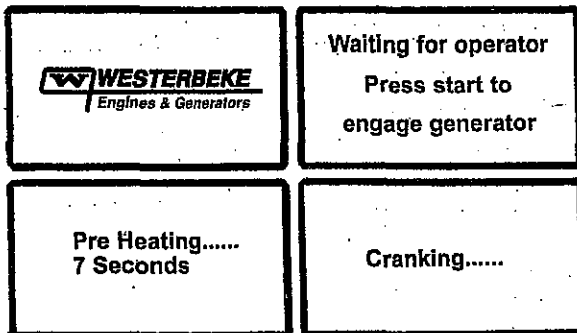 WESTERBEKE
Engines & Generators
Waiting for operator
Press start to
engage generator
Pre Heating......
7 Seconds
Cranking......